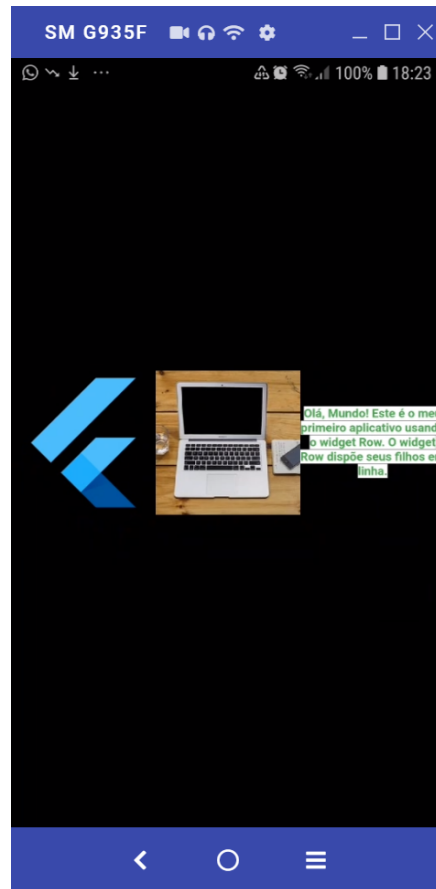 SM G935F
100% 18:23
Olá, Mundo! Este é o meu
primeiro aplicativo usand
o widget Row. O widget
Row dispõe seus filhos en
linha.